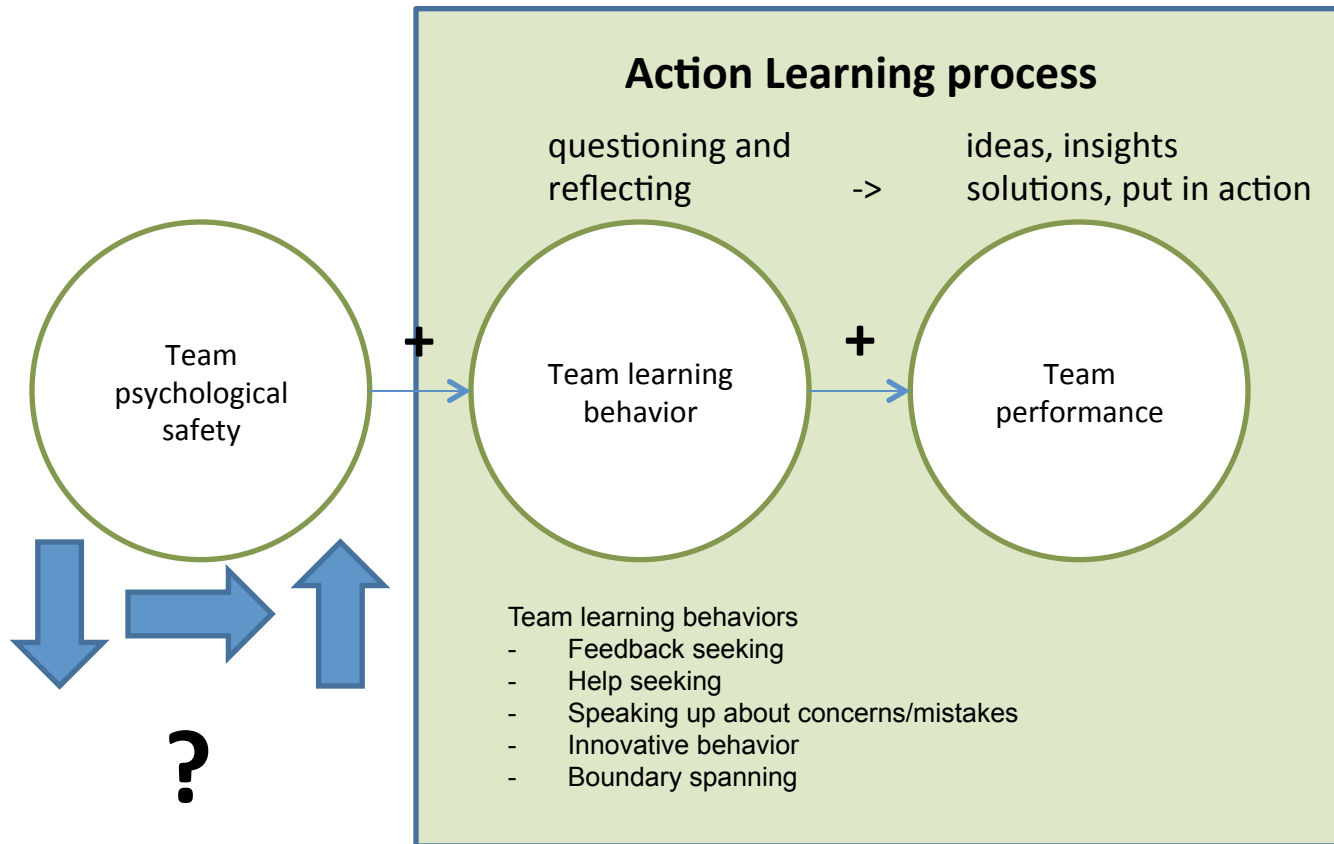 Action Learning process
questioning and
reflecting
->
ideas, insights
solutions, put in action
Team
psychological
safety
+
Team learning
behavior
+
Team
performance
?
Team learning behaviors
- Feedback seeking
- Help seeking
- Speaking up about concerns/mistakes
- Innovative behavior
- Boundary spanning